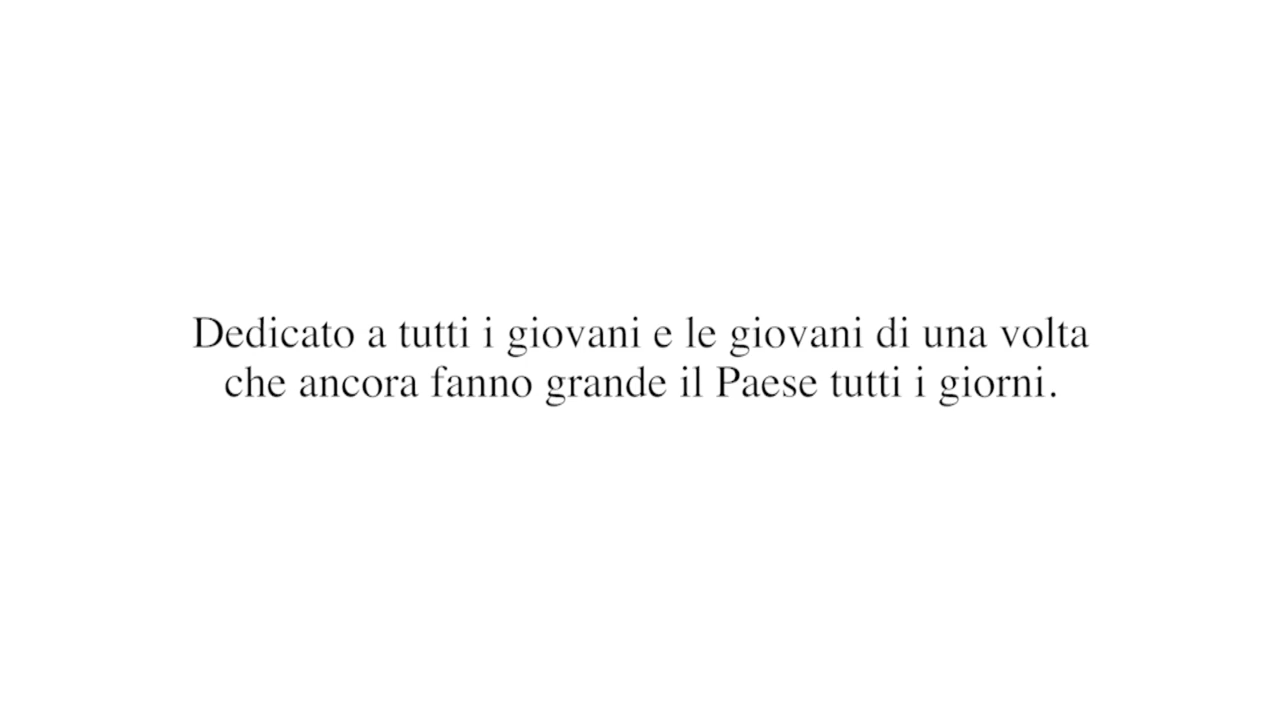 Dedicato a tutti i giovani e le giovani di una volta
che ancora fanno grande il Paese tutti i giorni.